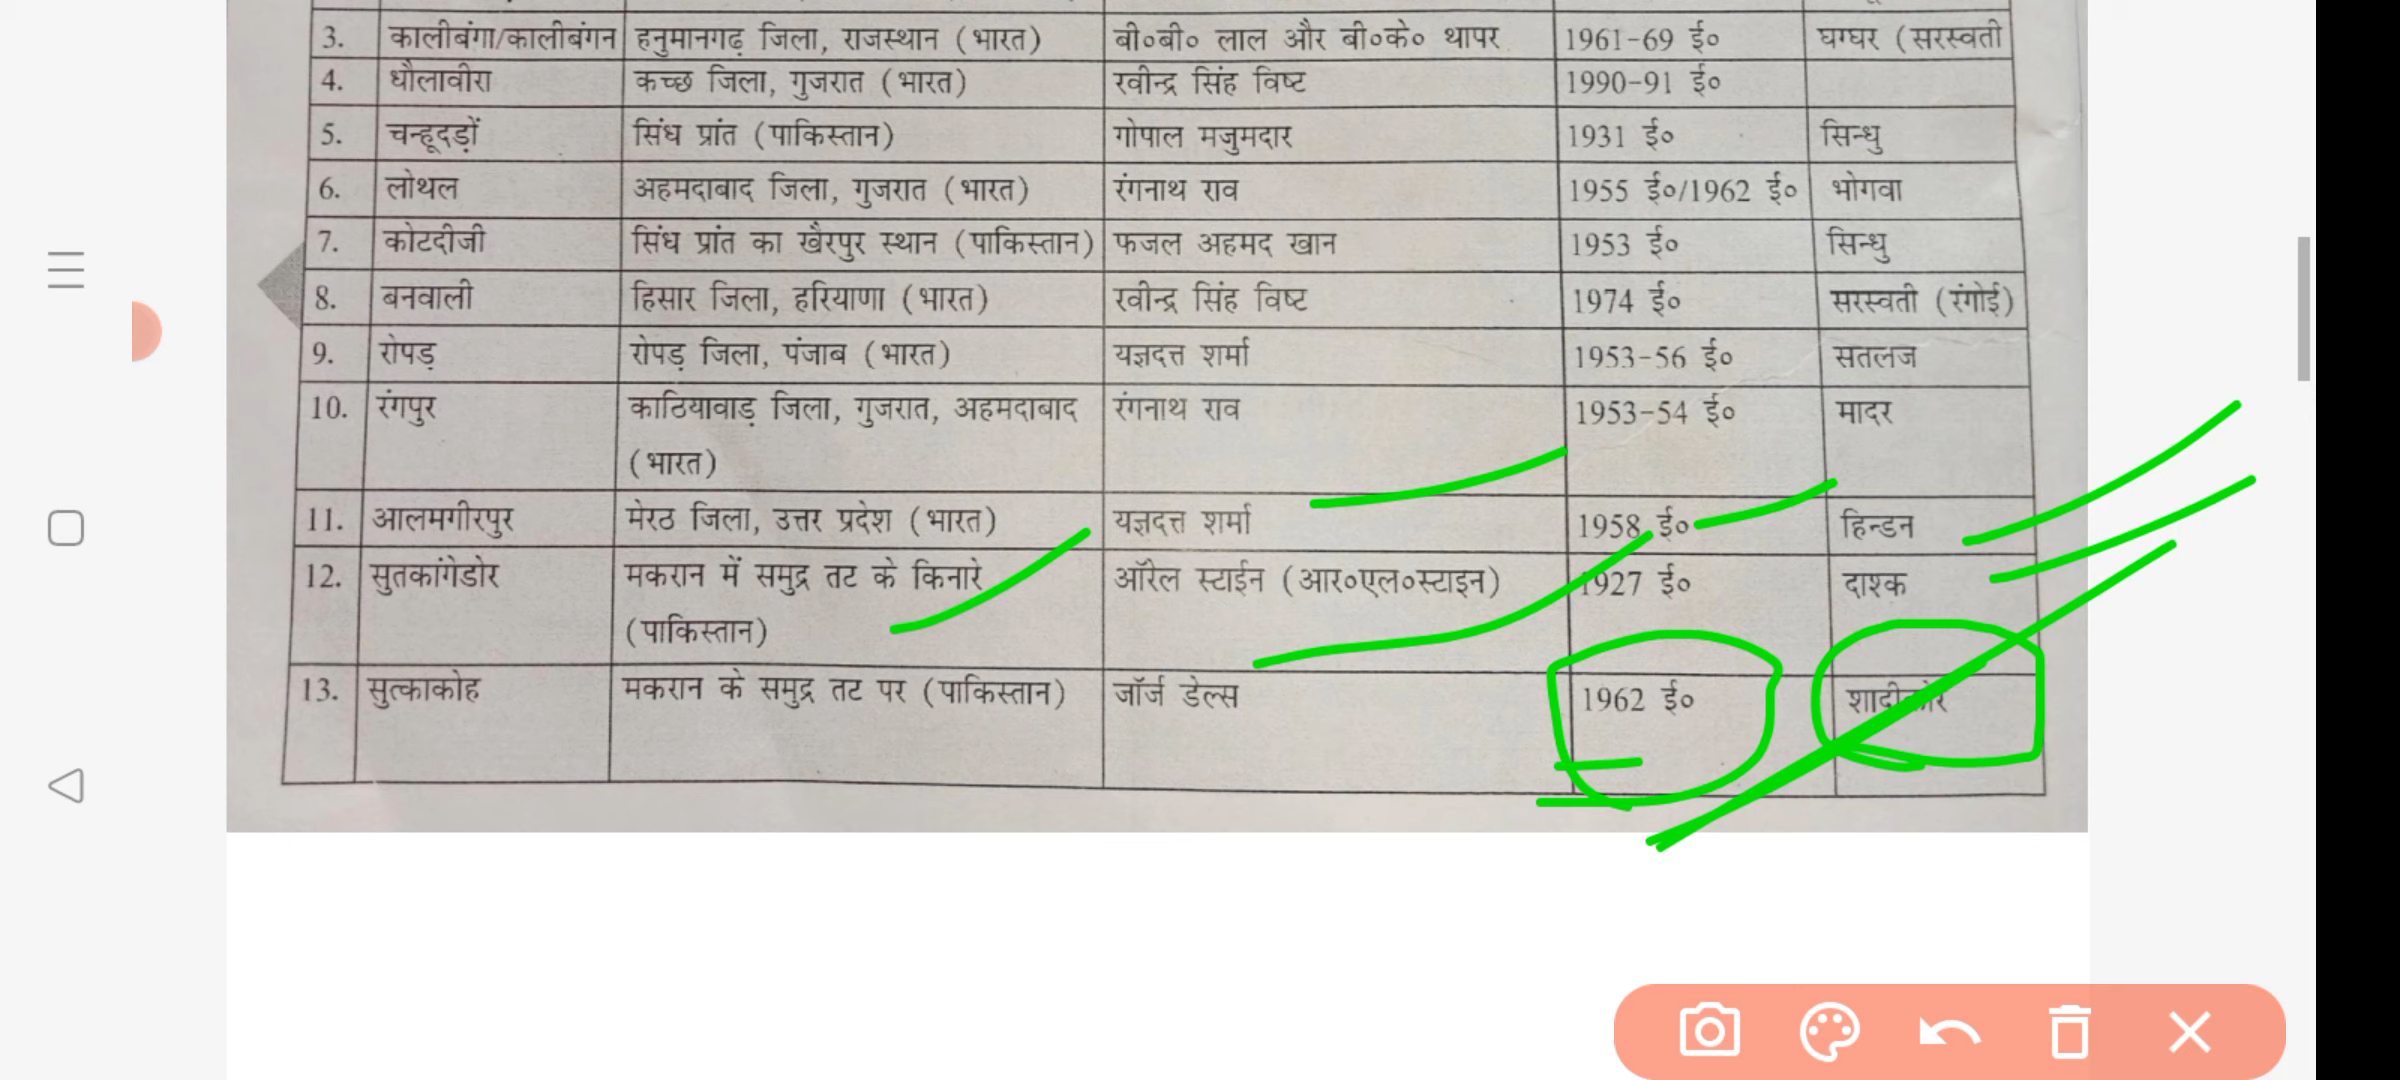 3. कालीबंगा/कालीबंगन हनुमानगढ़ जिला, राजस्थान (भारत) बी०बी० लाल और बी०के० थापर 1961-69 ई० घग्घर (सरस्वती
4. धौलावीरा कच्छ जिला, गुजरात (भारत) रवीन्द्र सिंह विष्ट 1990-91 ई०
5. चन्हूदड़ों सिंध प्रांत (पाकिस्तान) गोपाल मजुमदार 1931 ई० सिन्धु
6. लोथल अहमदाबाद जिला, गुजरात (भारत) रंगनाथ राव 1955 ई०/1962 ई० भोगवा
7. कोटदीजी सिंध प्रांत का खैरपुर स्थान (पाकिस्तान) फजल अहमद खान 1953 ई० सिन्धु
8. बनवाली हिसार जिला, हरियाणा (भारत) रवीन्द्र सिंह विष्ट 1974 ई० सरस्वती (रंगोई)
9. रोपड़ रोपड़ जिला, पंजाब (भारत) यज्ञदत्त शर्मा 1953-56 ई० सतलज
10. रंगपुर काठियावाड़ जिला, गुजरात, अहमदाबाद रंगनाथ राव 1953-54 ई० मादर
(भारत)
11. आलमगीरपुर मेरठ जिला, उत्तर प्रदेश (भारत) यज्ञदत्त शर्मा 1958 ई० हिन्डन
12. सुतकांगेडोर मकरान में समुद्र तट के किनारे ऑरेल स्टाईन (आर०एल०स्टाइन) 1927 ई० दाश्क
(पाकिस्तान)
13. सुत्काकोह मकरान के समुद्र तट पर (पाकिस्तान) जॉर्ज डेल्स 1962 ई०